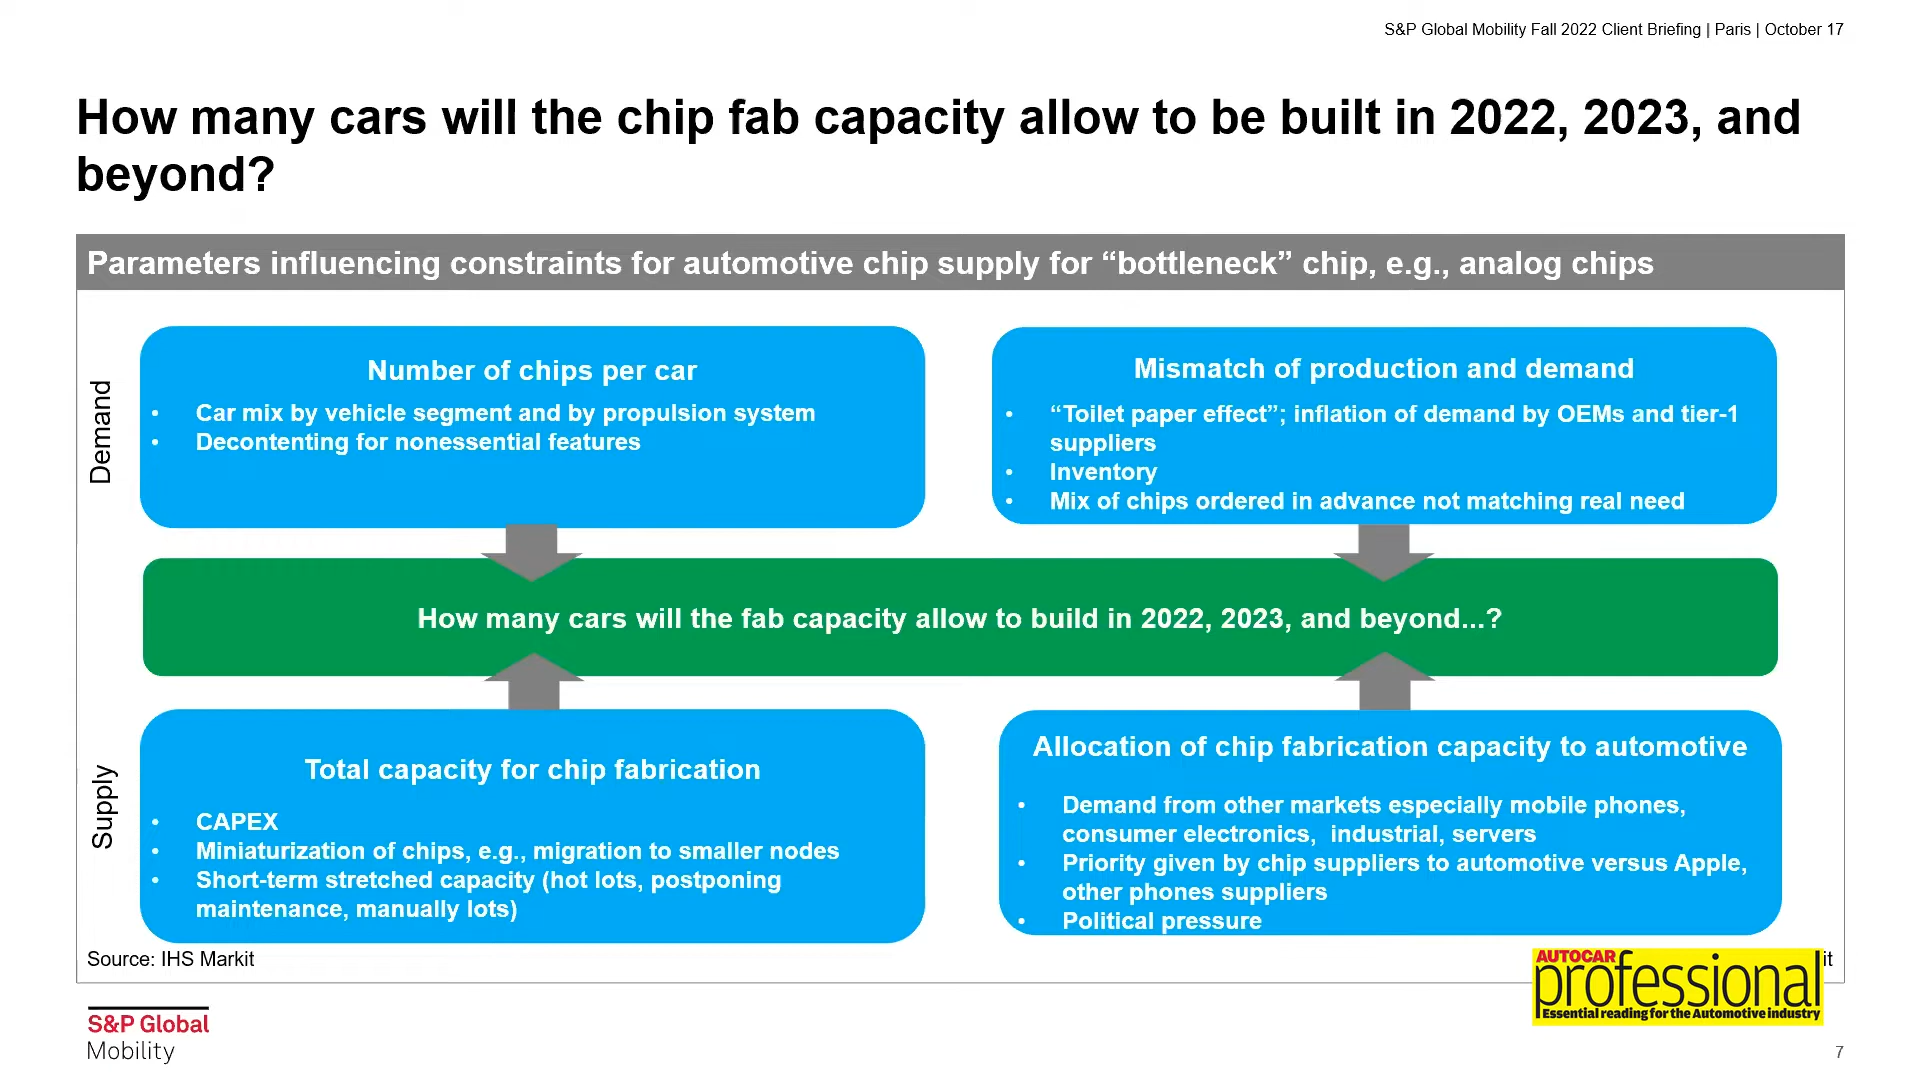 S&P Global Mobility Fall 2022 Client Briefing | Paris | October 17
How many cars will the chip fab capacity allow to be built in 2022, 2023, and
beyond?
Parameters influencing constraints for automotive chip supply for “bottleneck” chip, e.g., analog chips
Demand
Number of chips per car
• Car mix by vehicle segment and by propulsion system
• Decontenting for nonessential features
Mismatch of production and demand
• “Toilet paper effect”; inflation of demand by OEMs and tier-1
suppliers
• Inventory
• Mix of chips ordered in advance not matching real need
How many cars will the fab capacity allow to build in 2022, 2023, and beyond...?
Supply
Total capacity for chip fabrication
• CAPEX
• Miniaturization of chips, e.g., migration to smaller nodes
• Short-term stretched capacity (hot lots, postponing
maintenance, manually lots)
Allocation of chip fabrication capacity to automotive
• Demand from other markets especially mobile phones,
consumer electronics, industrial, servers
• Priority given by chip suppliers to automotive versus Apple,
other phones suppliers
• Political pressure
Source: IHS Markit
it
AUTOCAR
professional
Essential reading for the Automotive industry
S&P Global
Mobility
7